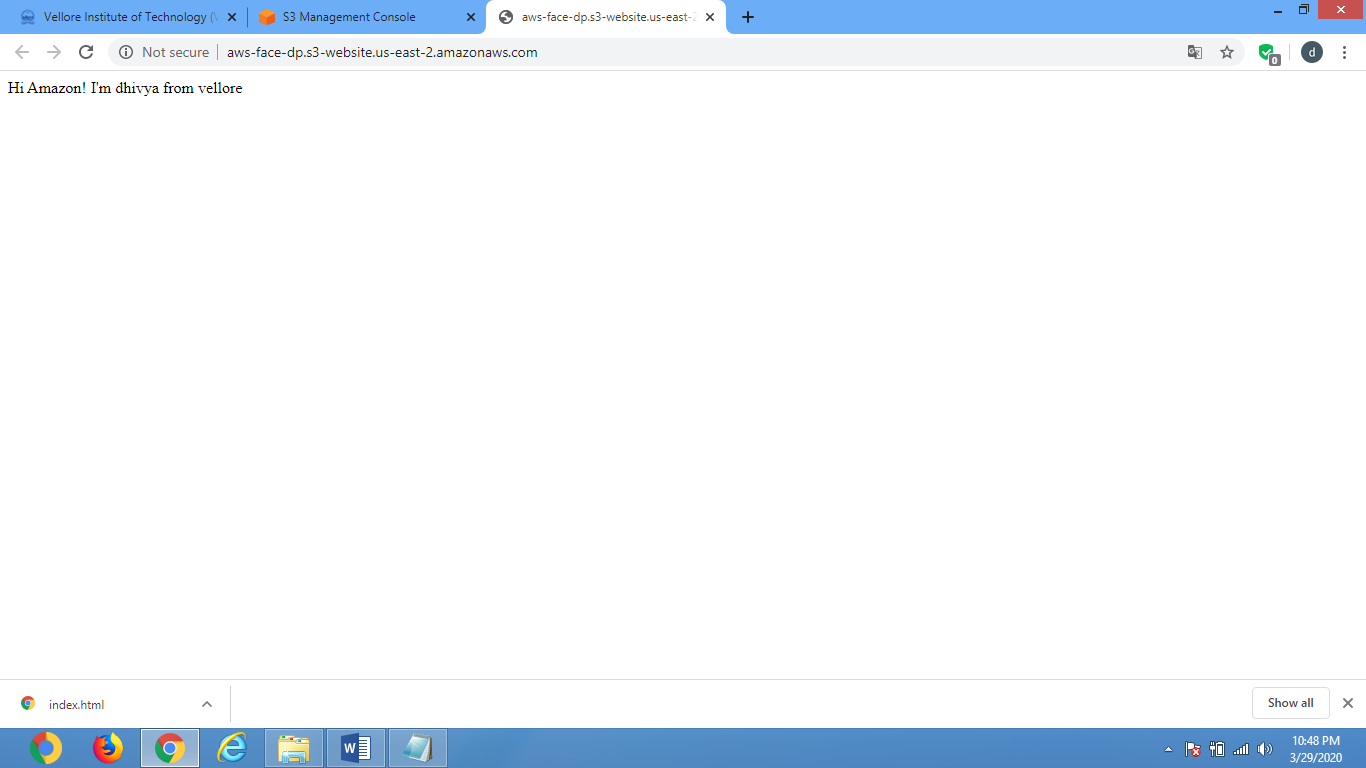 Vellore Institute of Technology (V
S3 Management Console
aws-face-dp.s3-website.us-east-2
Not secure
aws-face-dp.s3-website.us-east-2.amazonaws.com
0
d
Hi Amazon! I'm dhivya from vellore
index.html
Show all
10:48 PM
3/29/2020